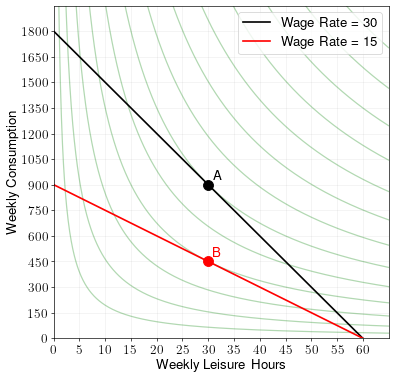 Wage Rate = 30
Wage Rate = 15
1800
1650
1500
1350
1200
1050
900
750
600
450
300
150
0
Weekly Consumption
A
B
0 5 10 15 20 25 30 35 40 45 50 55 60
Weekly Leisure Hours